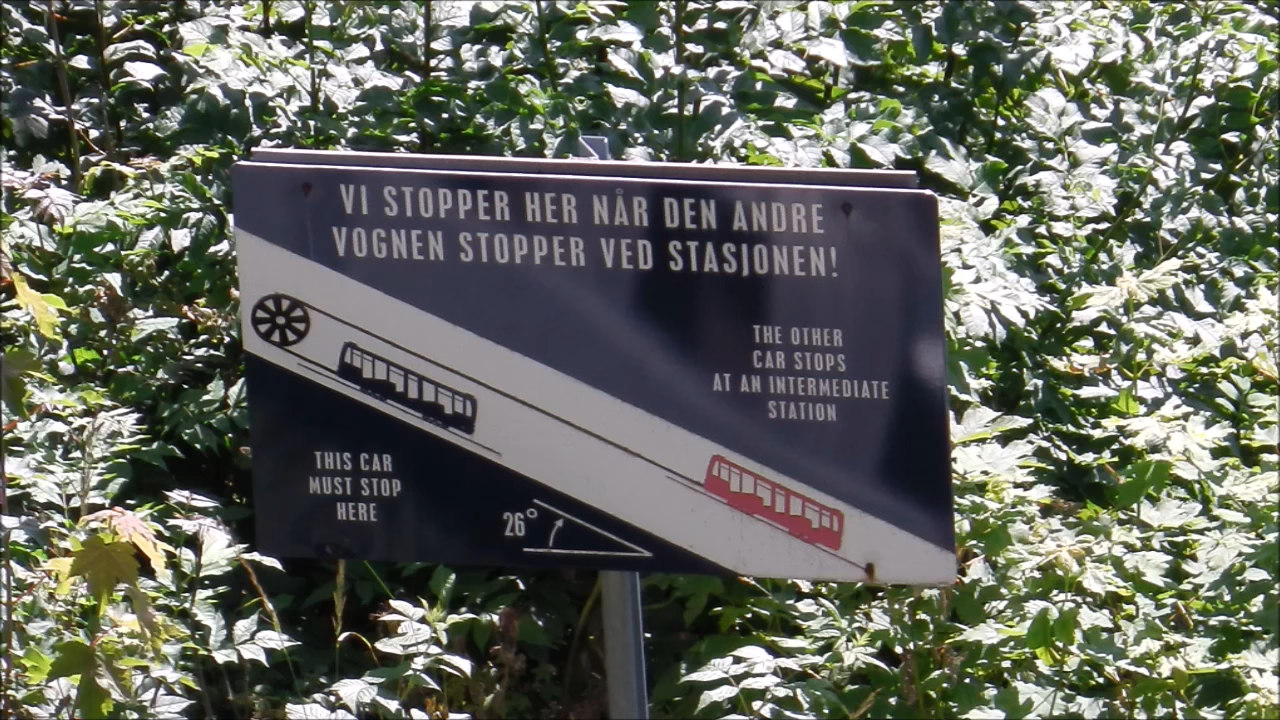 VI STOPPER HER NÅR DEN ANDRE
VOGNEN STOPPER VED STASJONEN!
THE OTHER
CAR STOPS
AT AN INTERMEDIATE
STATION
THIS CAR
MUST STOP
HERE
26°